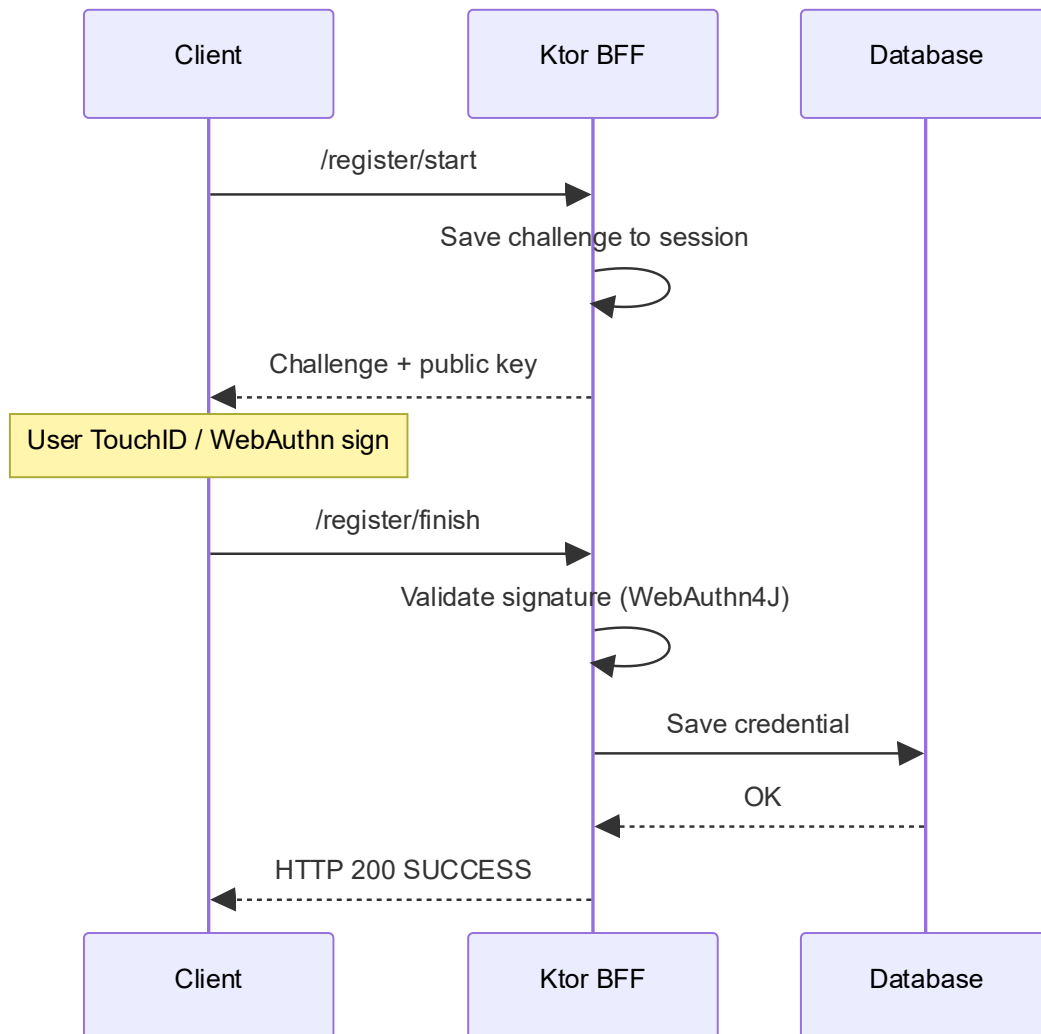 Client
Ktor BFF
Database
/register/start
Save challenge to session
Challenge + public key
User TouchID / WebAuthn sign
/register/finish
Validate signature (WebAuthn4J)
Save credential
OK
HTTP 200 SUCCESS
Client
Ktor BFF
Database